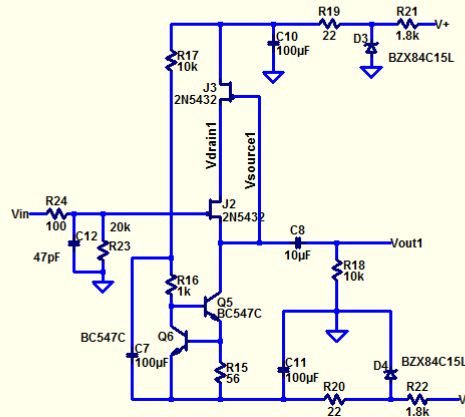 R19
22
R21
1.8k
V+
C10
100µF
D3
BZX84C15L
R17
10k
J3
2N5432
Vdrain1
Vsource1
J2
2N5432
R24
100
Vin
20k
C12
R23
47pF
C8
10µF
Vout1
R18
10k
R16
1k
Q5
BC547C
BC547C
Q6
C7
100µF
R15
56
C11
100µF
D4
BZX84C15L
R20
22
R22
1.8k
V